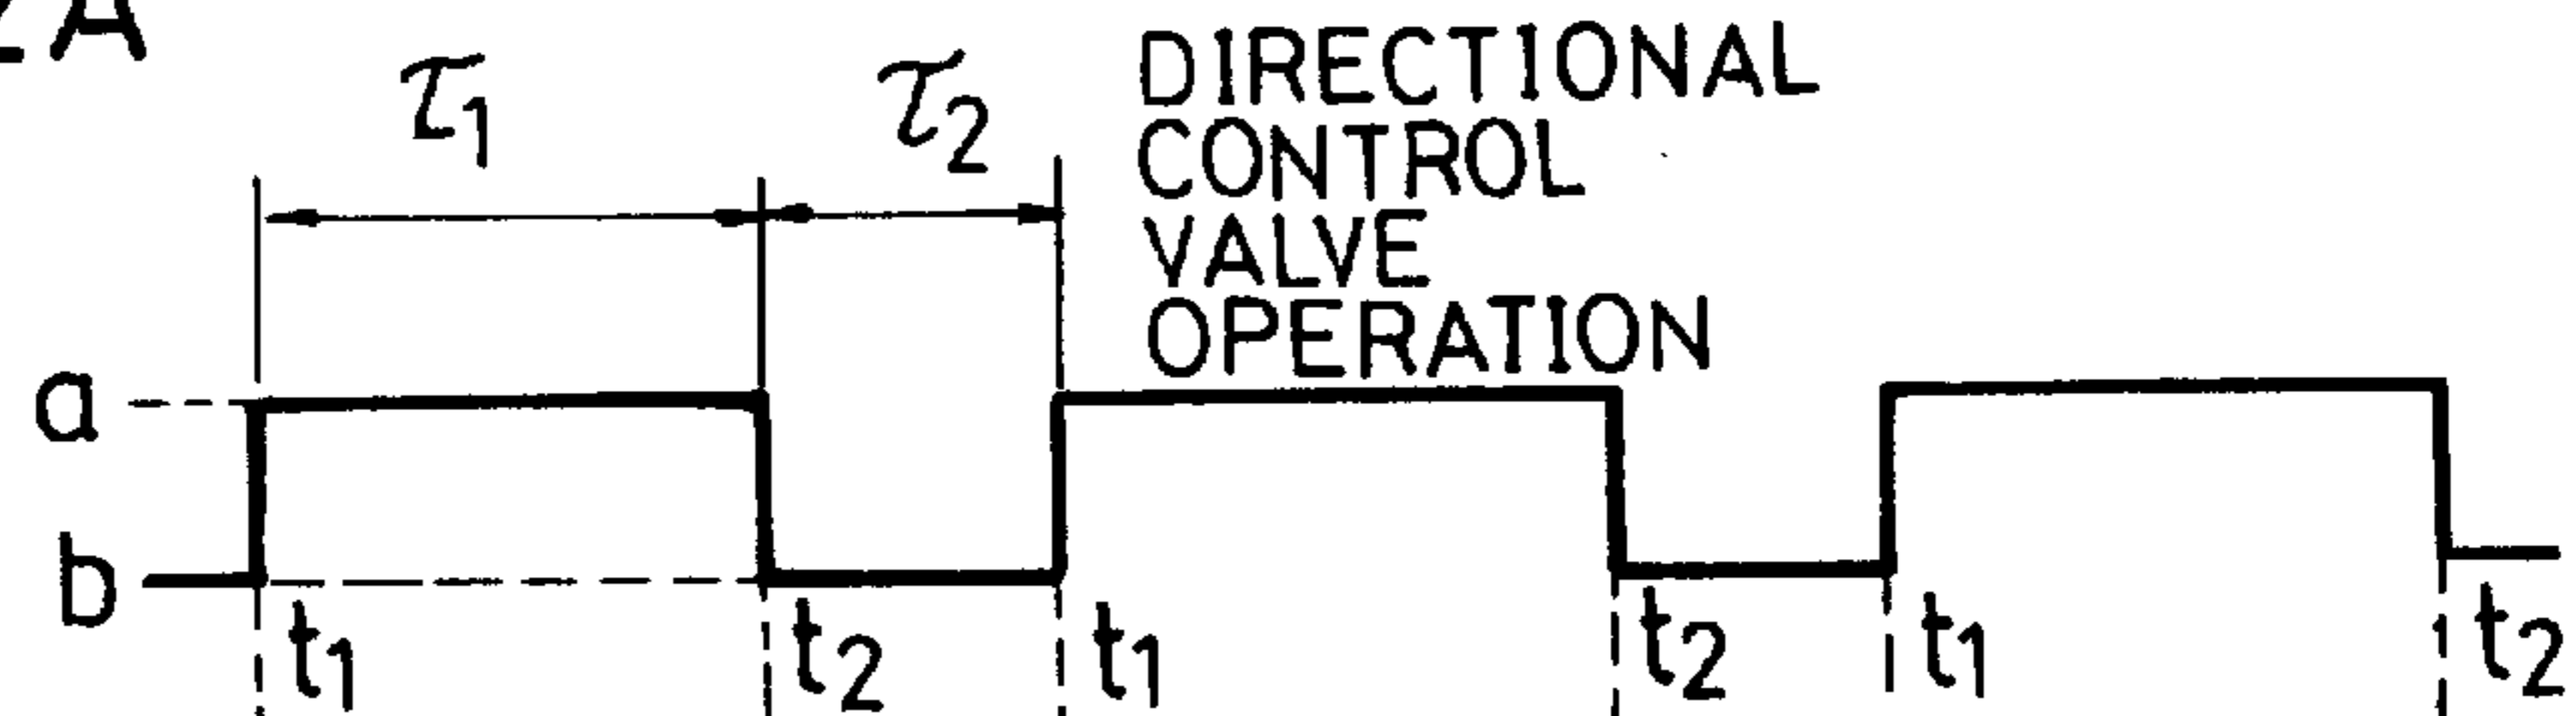 2A
τ1 τ2
DIRECTIONAL
CONTROL
VALVE
OPERATION
a
b
t1 t2 t1 t2 t1 t2